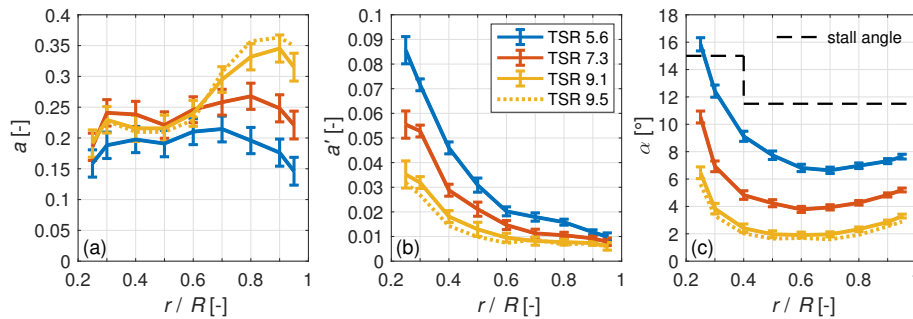 0.4
0.35
0.3
0.25
0.2
0.15
0.1
0.05
0
a [-]
(a)
0.2 0.4 0.6 0.8 1
r / R [-]
0.1
0.09
0.08
0.07
0.06
0.05
0.04
0.03
0.02
0.01
0
a' [-]
TSR 5.6
TSR 7.3
TSR 9.1
TSR 9.5
(b)
0.2 0.4 0.6 0.8 1
r / R [-]
18
16
14
12
10
8
6
4
2
0
α [°]
stall angle
(c)
0.2 0.4 0.6 0.8 1
r / R [-]